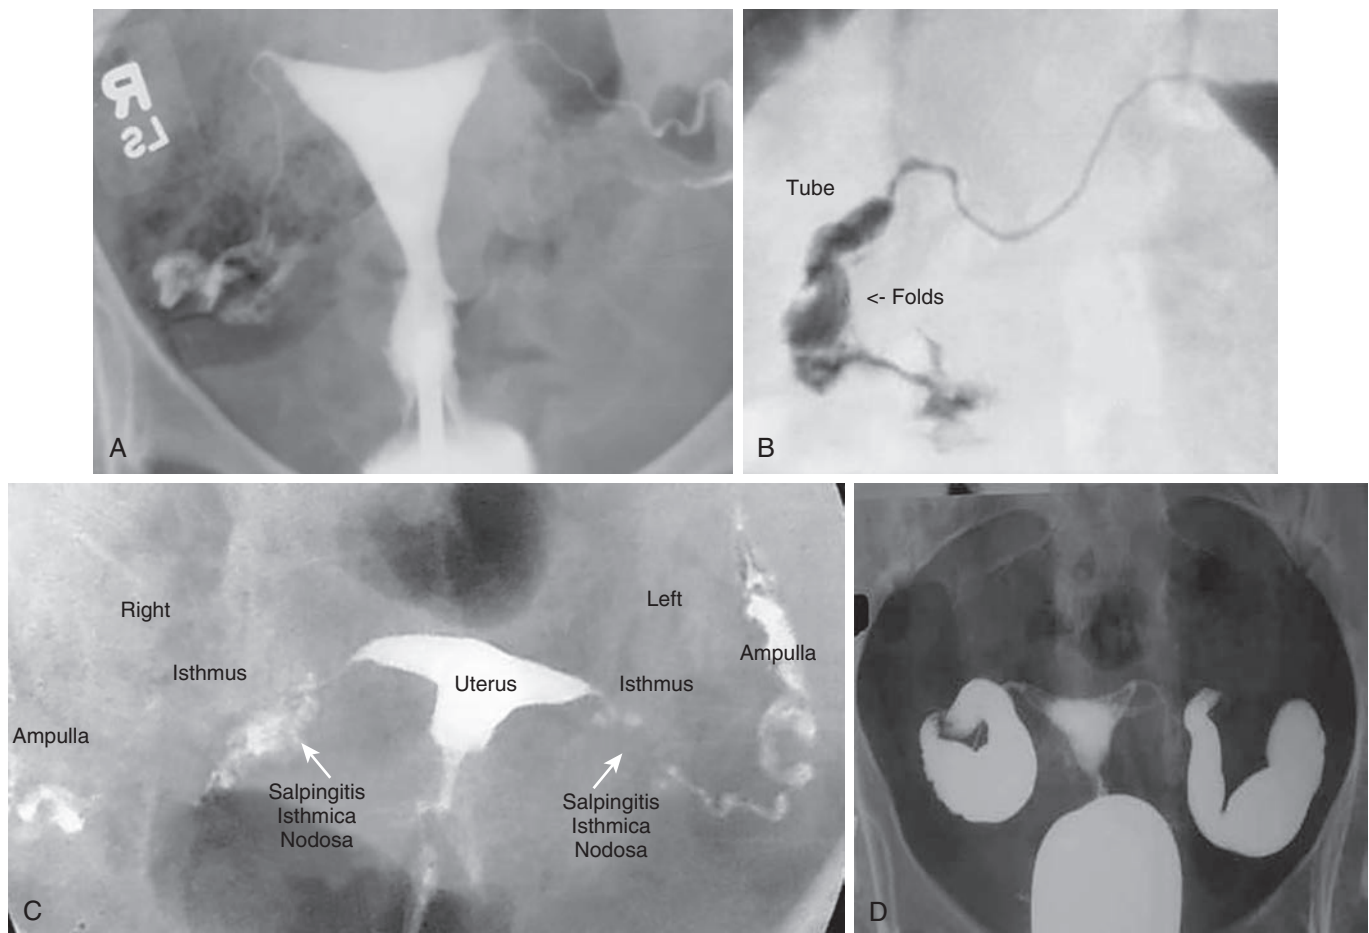 R
LS
A
Tube
<- Folds
B
Right
Left
Isthmus
Ampulla
Uterus
Isthmus
Ampulla
Salpingitis
Isthmica
Nodosa
Salpingitis
Isthmica
Nodosa
C
D